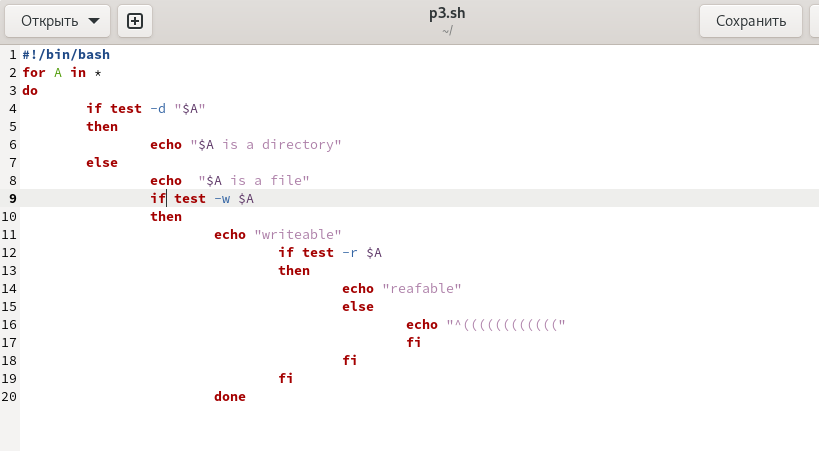 Открыть
p3.sh
~/
Сохранить
1 #!/bin/bash
2 for A in *
3 do
4 if test -d "$A"
5 then
6 echo "$A is a directory"
7 else
8 echo  "$A is a file"
9 if test -w $A
10 then
11 echo "writeable"
12 if test -r $A
13 then
14 echo "reafable"
15 else
16 echo "^(((((((((((("
17 fi
18 fi
19 fi
20 done